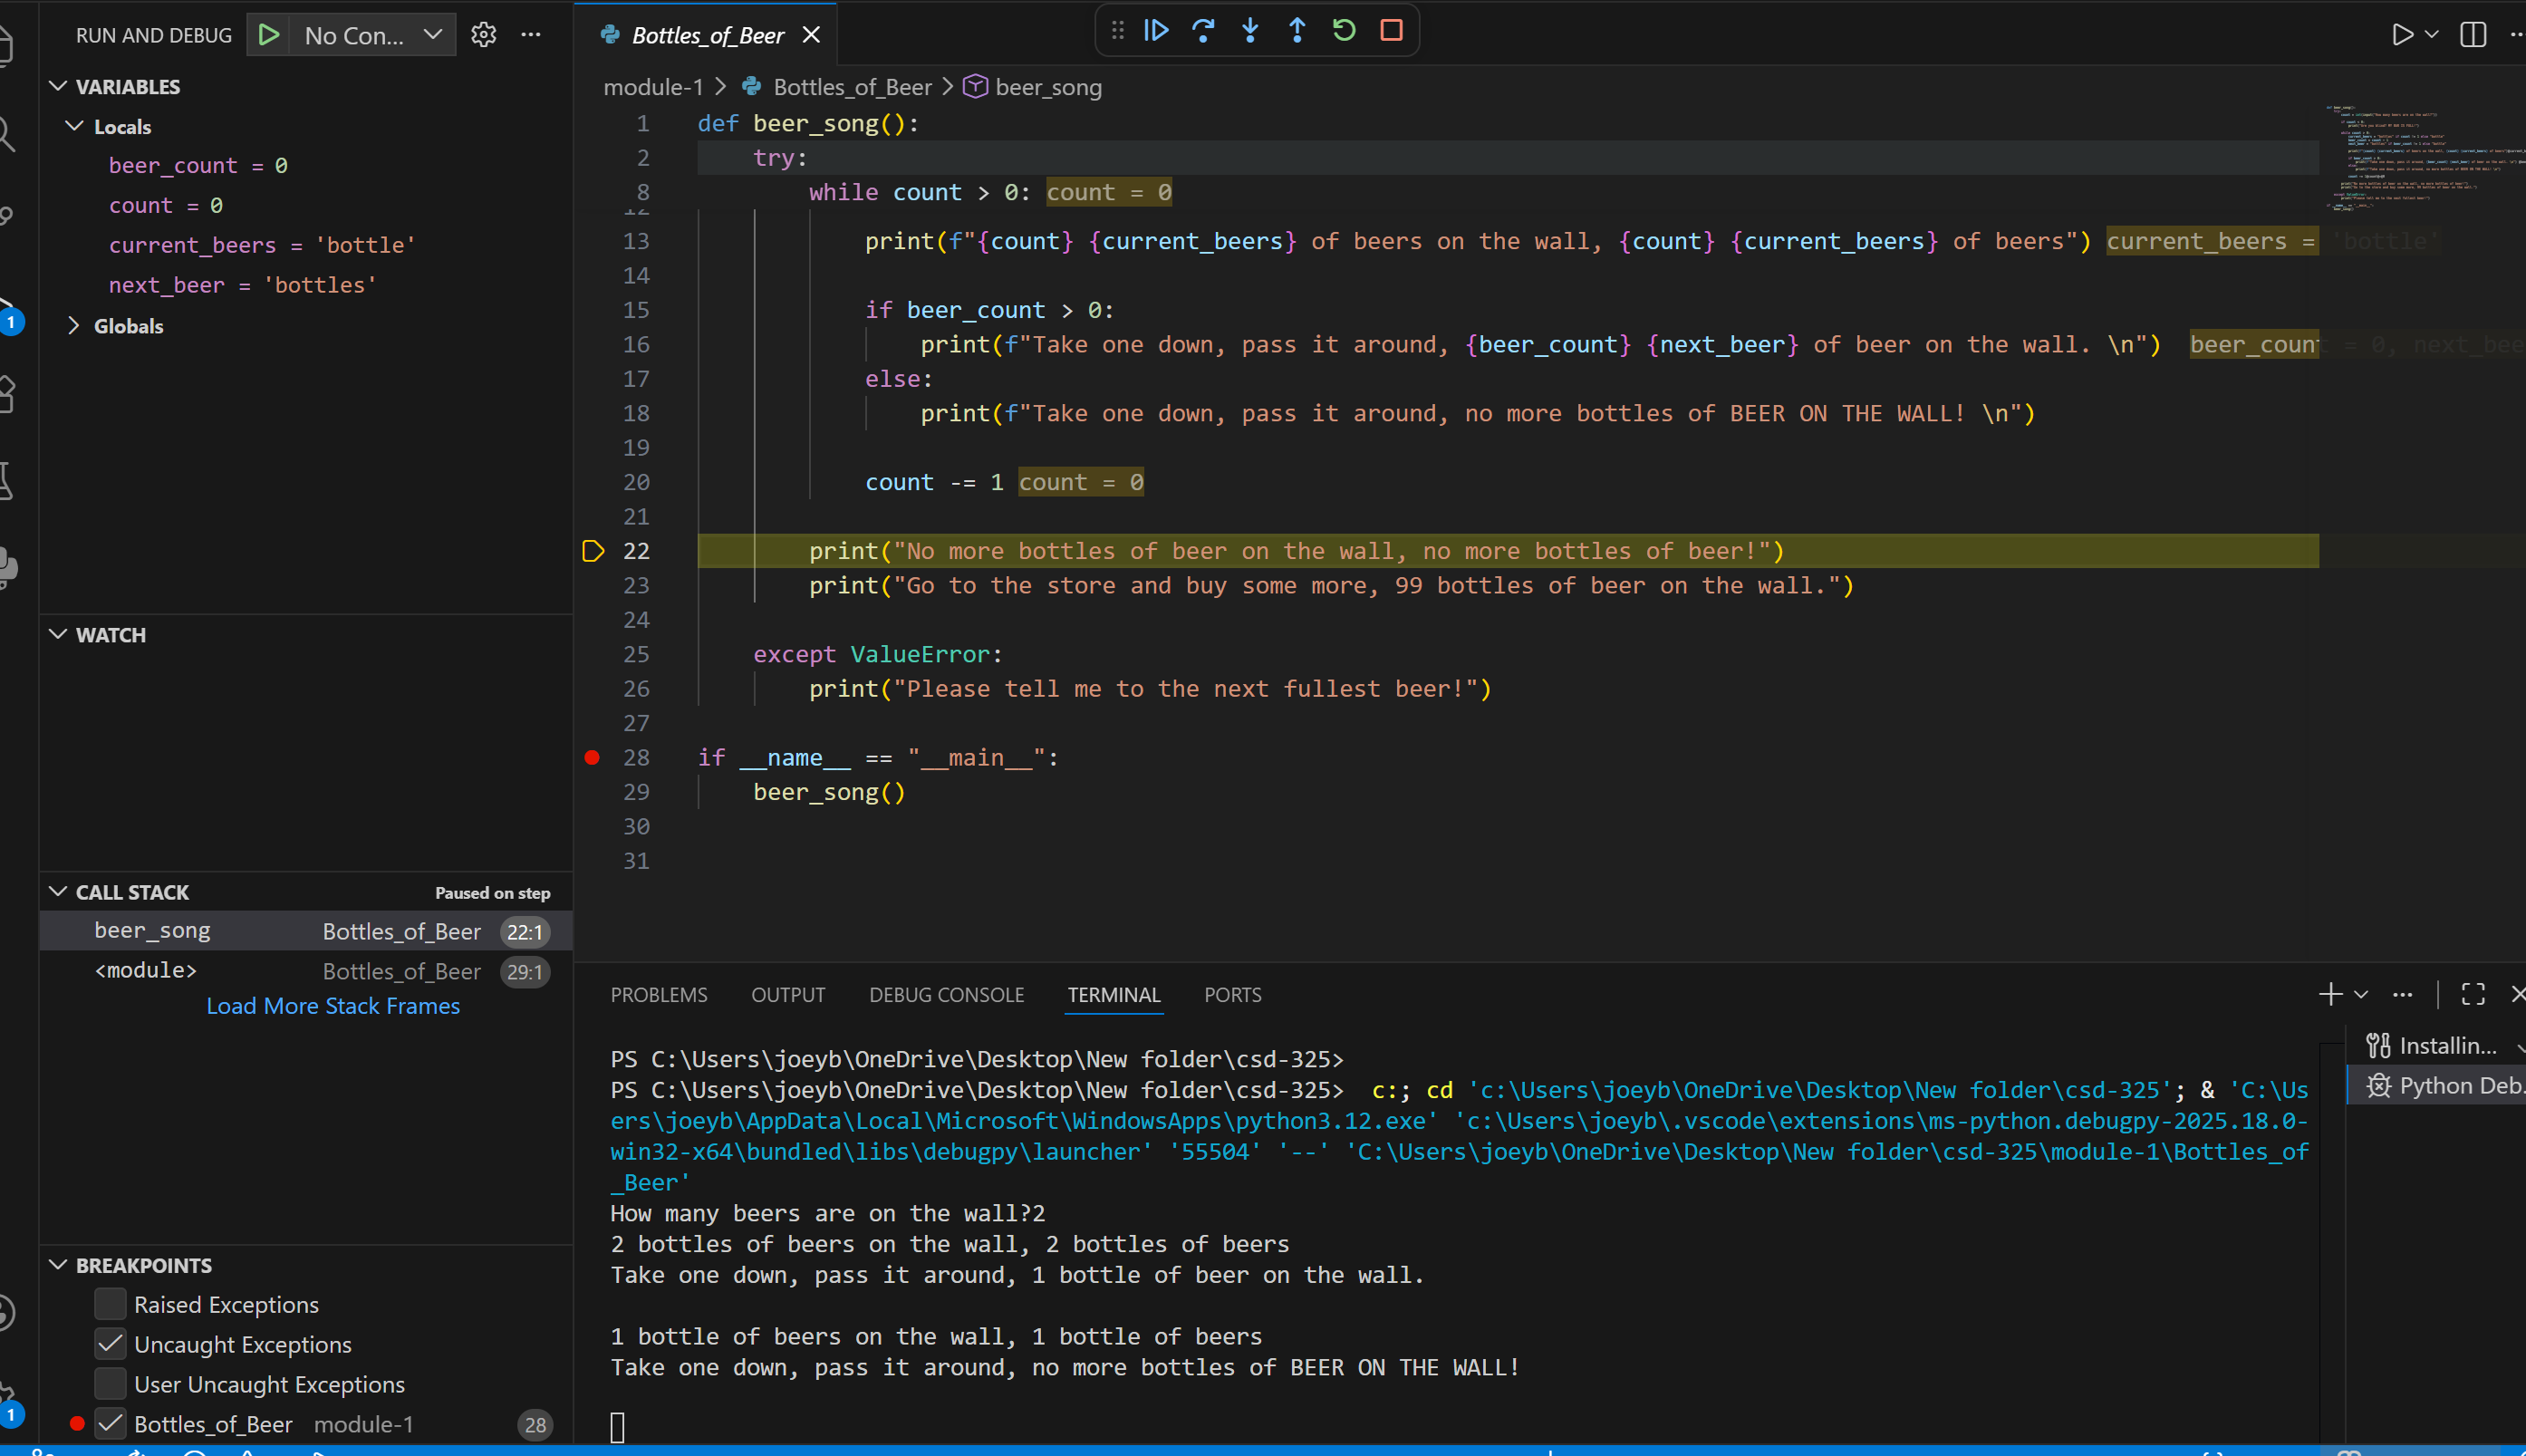 RUN AND DEBUG No Con...
VARIABLES
Locals
beer_count = 0
count = 0
current_beers = 'bottle'
next_beer = 'bottles'
Globals
WATCH
CALL STACK Paused on step
beer_song Bottles_of_Beer 22:1
<module> Bottles_of_Beer 29:1
Load More Stack Frames
BREAKPOINTS
Raised Exceptions
Uncaught Exceptions
User Uncaught Exceptions
Bottles_of_Beer module-1 28
1
1
Bottles_of_Beer
module-1 > Bottles_of_Beer > beer_song
1 def beer_song():
2 try:
8 while count > 0: count = 0
12
13 print(f"{count} {current_beers} of beers on the wall, {count} {current_beers} of beers") current_beers = 'bottle'
14
15 if beer_count > 0:
16 print(f"Take one down, pass it around, {beer_count} {next_beer} of beer on the wall. \n") beer_count = 0, next_bee
17 else:
18 print(f"Take one down, pass it around, no more bottles of BEER ON THE WALL! \n")
19
20 count -= 1 count = 0
21
22 print("No more bottles of beer on the wall, no more bottles of beer!")
23 print("Go to the store and buy some more, 99 bottles of beer on the wall.")
24
25 except ValueError:
26 print("Please tell me to the next fullest beer!")
27
28 if __name__ == "__main__":
29 beer_song()
30
31
PROBLEMS OUTPUT DEBUG CONSOLE TERMINAL PORTS
PS C:\Users\joeyb\OneDrive\Desktop\New folder\csd-325>
PS C:\Users\joeyb\OneDrive\Desktop\New folder\csd-325> c:; cd 'c:\Users\joeyb\OneDrive\Desktop\New folder\csd-325'; & 'C:\Us
ers\joeyb\AppData\Local\Microsoft\WindowsApps\python3.12.exe' 'c:\Users\joeyb\.vscode\extensions\ms-python.debugpy-2025.18.0-
win32-x64\bundled\libs\debugpy\launcher' '55504' '--' 'C:\Users\joeyb\OneDrive\Desktop\New folder\csd-325\module-1\Bottles_of
_Beer'
How many beers are on the wall?2
2 bottles of beers on the wall, 2 bottles of beers
Take one down, pass it around, 1 bottle of beer on the wall.
1 bottle of beers on the wall, 1 bottle of beers
Take one down, pass it around, no more bottles of BEER ON THE WALL!
Installin...
Python Deb...